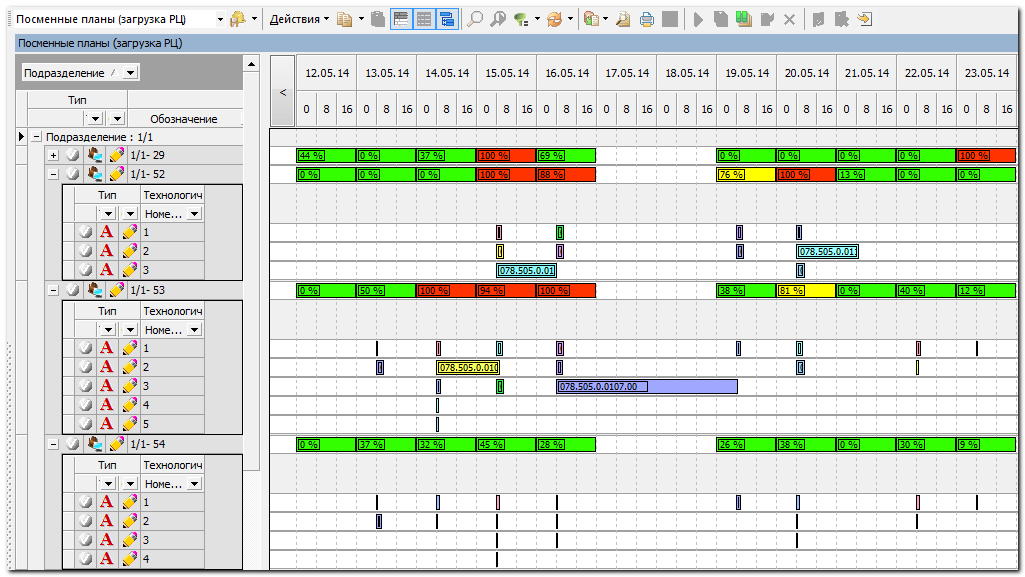 Посменные планы (загрузка РЦ) Действия
Посменные планы (загрузка РЦ)
Подразделение
Тип
Обозначение
< 12.05.14 13.05.14 14.05.14 15.05.14 16.05.14 17.05.14 18.05.14 19.05.14 20.05.14 21.05.14 22.05.14 23.05.14
0 8 16 0 8 16 0 8 16 0 8 16 0 8 16 0 8 16 0 8 16 0 8 16 0 8 16 0 8 16 0 8 16 0 8 16
Подразделение : 1/1
1/1- 29 44 % 0 % 37 % 100 % 69 % 0 % 0 % 0 % 0 % 100 %
1/1- 52 0 % 0 % 0 % 100 % 88 % 76 % 100 % 13 % 0 % 0 %
Тип Технологич
Номе...
A 1
A 2 078.505.0.01
A 3 078.505.0.01
1/1- 53 0 % 50 % 100 % 94 % 100 % 38 % 81 % 0 % 40 % 12 %
Тип Технологич
Номе...
A 1
A 2 078.505.0.010
A 3 078.505.0.0107.00
A 4
A 5
1/1- 54 0 % 37 % 32 % 45 % 28 % 26 % 38 % 0 % 30 % 9 %
Тип Технологич
Номе...
A 1
A 2
A 3
A 4